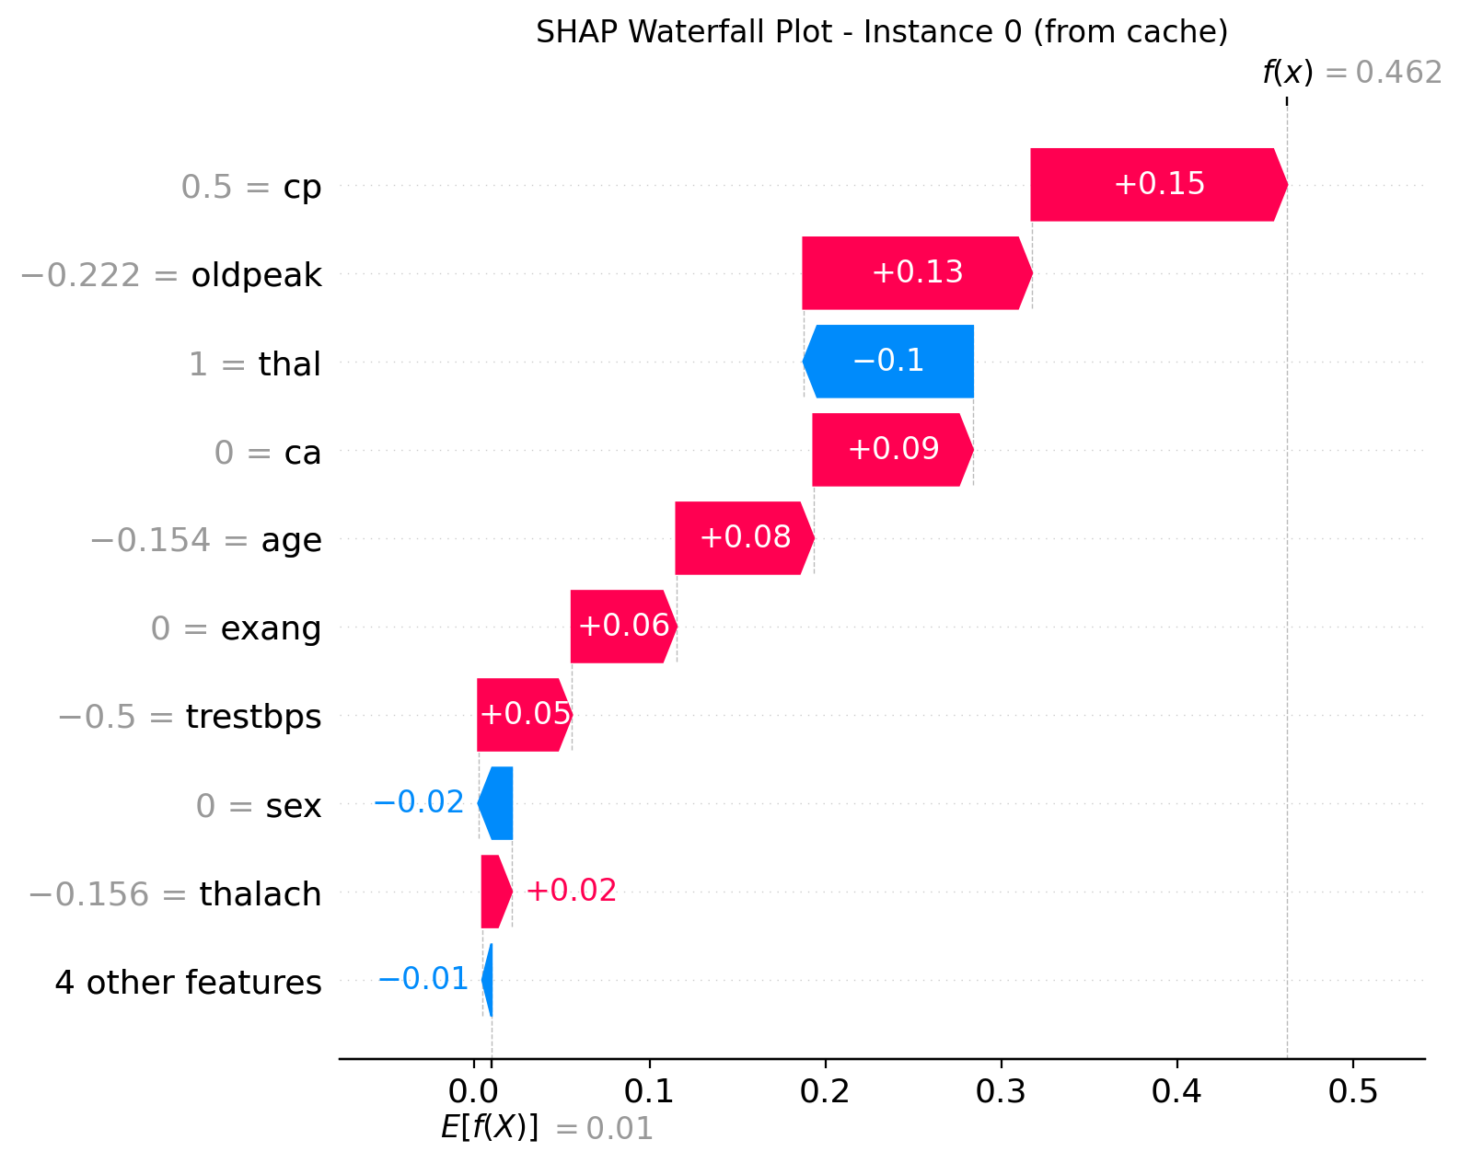 SHAP Waterfall Plot - Instance 0 (from cache)
f(x) = 0.462
0.5 = cp +0.15
−0.222 = oldpeak +0.13
1 = thal −0.1
0 = ca +0.09
−0.154 = age +0.08
0 = exang +0.06
−0.5 = trestbps +0.05
0 = sex −0.02
−0.156 = thalach +0.02
4 other features −0.01
0.0 0.1 0.2 0.3 0.4 0.5
E[f(X)] = 0.01